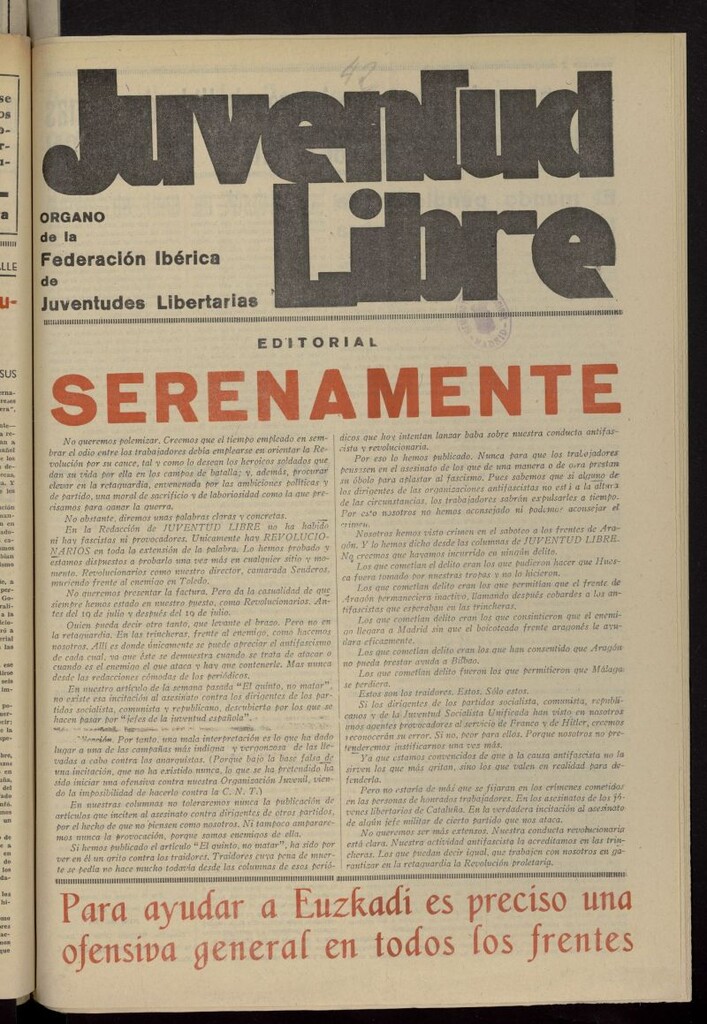 42
Juventud
Libre
ORGANO
de la
Federación Ibérica
de
Juventudes Libertarias
EDITORIAL
SERENAMENTE
No queremos polemizar. Creemos que el tiempo empleado en sem-
brar el odio entre los trabajadores debía emplearse en orientar la Re-
volución por su cauce, tal y como lo desean los heroicos soldados que
dan su vida por ella en los campos de batalla; y, además, procurar
elevar en la retaguardia, envenenada por las ambiciones políticas y
de partido, una moral de sacrificio y de laboriosidad como la que pre-
cisamos para ganar la guerra.
No obstante, diremos unas palabras claras y concretas.
En la Redacción de JUVENTUD LIBRE no ha habido
ni hay fascistas ni provocadores. Unicamente hay REVOLUCIO-
NARIOS en toda la extensión de la palabra. Lo hemos probado y
estamos dispuestos a probarlo una vez más en cualquier sitio y mo-
mento. Revolucionarios como nuestro director, camarada Senderos,
muriendo frente al enemigo en Toledo.
No queremos presentar la factura. Pero da la casualidad de que
siempre hemos estado en nuestro puesto, como Revolucionarios. An-
tes del 19 de julio y después del 19 de julio.
Quien pueda decir otro tanto, que levante el brazo. Pero no en
la retaguardia. En las trincheras, frente al enemigo, como hacemos
nosotros. Allí es donde únicamente se puede apreciar el antifascismo
de cada cual, ya que éste se demuestra cuando se trata de atacar o
cuando es el enemigo el que ataca y hay que contenerle. Mas nunca
desde las redacciones cómodas de los periódicos.
En nuestro artículo de la semana pasada "El quinto, no matar",
no existe esa incitación al asesinato contra los dirigentes de los par-
tidos socialista, comunista y republicano, descubierta por los que se
hacen pasar por "jefes de la juventud española".
Por tanto, una mala interpretación es lo que ha dado
lugar a una de las campañas más indigna y vergonzosa de las lle-
vadas a cabo contra los anarquistas. (Porque bajo la base falsa de
una incitación, que no ha existido nunca, lo que se ha pretendido ha
sido iniciar una ofensiva contra nuestra Organización Juvenil, vien-
do la imposibilidad de hacerlo contra la C. N. T.)
En nuestras columnas no toleraremos nunca la publicación de
artículos que inciten al asesinato contra dirigentes de otros partidos,
por el hecho de que no piensen como nosotros. Ni tampoco ampara-
mos nunca la provocación, porque somos enemigos de ella.
Si hemos publicado el artículo "El quinto, no matar", ha sido por
ver en él un grito contra los traidores. Traidores cuya pena de muer-
te se pedía no hace mucho todavía desde las columnas de esos perió-
dicos que hoy intentan lanzar baba sobre nuestra conducta antifas-
cista y revolucionaria.
Por eso lo hemos publicado. Nunca para que los trabajadores
pensasen en el asesinato de los que de una manera o de otra prestan
su óbolo para aplastar al fascismo. Pues sabemos que si alguno de
los dirigentes de las organizaciones antifascistas no está a la altura
de las circunstancias, los trabajadores sabrán expulsarles a tiempo.
Por esto nosotros no hemos aconsejado ni podemos aconsejar el
crimen.
Nosotros hemos visto crimen en el saboteo a los frentes de Ara-
gón. Y lo hemos dicho desde las columnas de JUVENTUD LIBRE.
No creemos que hayamos incurrido en ningún delito.
Los que cometían el delito eran los que pudieron hacer que Hues-
ca fuera tomada por nuestras tropas y no lo hicieron.
Los que cometían delito eran los que permitían que el frente de
Aragón permaneciera inactivo, llamando después cobardes a los an-
tifascistas que esperaban en las trincheras.
Los que cometían delito eran los que consintieron que el enemi-
go llegara a Madrid sin que el boicoteado frente aragonés le ayu-
dara eficazmente.
Los que cometían delito eran los que han consentido que Aragón
no pueda prestar ayuda a Bilbao.
Los que cometían delito fueron los que permitieron que Málaga
se perdiera.
Estos son los traidores. Estos. Sólo estos.
Si los dirigentes de los partidos socialista, comunista, republi-
canos y de la Juventud Socialista Unificada han visto en nosotros
unos agentes provocadores al servicio de Franco y de Hitler, creemos
reconocerán su error. Si no, peor para ellos. Porque nosotros no pre-
tenderemos justificarnos una vez más.
Ya que estamos convencidos de que a la causa antifascista no la
sirven los que más gritan, sino los que valen en realidad para de-
fenderla.
Pero no estaría de más que se fijaran en los crímenes cometidos
en las personas de honrados trabajadores. En los asesinatos de los jó-
venes libertarios de Cataluña. En la verdadera incitación al asesinato
de algún jefe militar de cierto partido que nos ataca.
No queremos ser más extensos. Nuestra conducta revolucionaria
está clara. Nuestra actividad antifascista la acreditamos en las trin-
cheras. Los que puedan decir igual, que trabajen con nosotros en ga-
rantizar en la retaguardia la Revolución proletaria.
Para ayudar a Euzkadi es preciso una
ofensiva general en todos los frentes